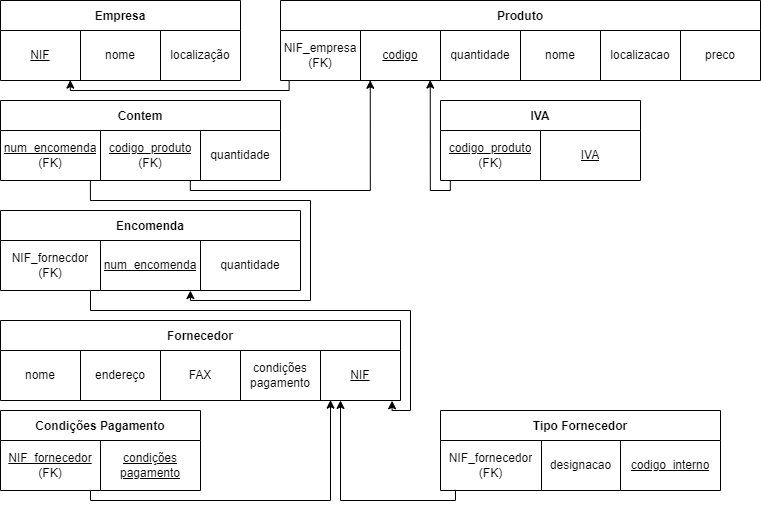 Empresa
NIF
nome
localização
Produto
NIF_empresa
(FK)
codigo
quantidade
nome
localizacao
preco
Contem
num_encomenda
(FK)
codigo_produto
(FK)
quantidade
IVA
codigo_produto
(FK)
IVA
Encomenda
NIF_fornecdor
(FK)
num_encomenda
quantidade
Fornecedor
nome
endereço
FAX
condições
pagamento
NIF
Condições Pagamento
NIF_fornecedor
(FK)
condições
pagamento
Tipo Fornecedor
NIF_fornecedor
(FK)
designacao
codigo_interno